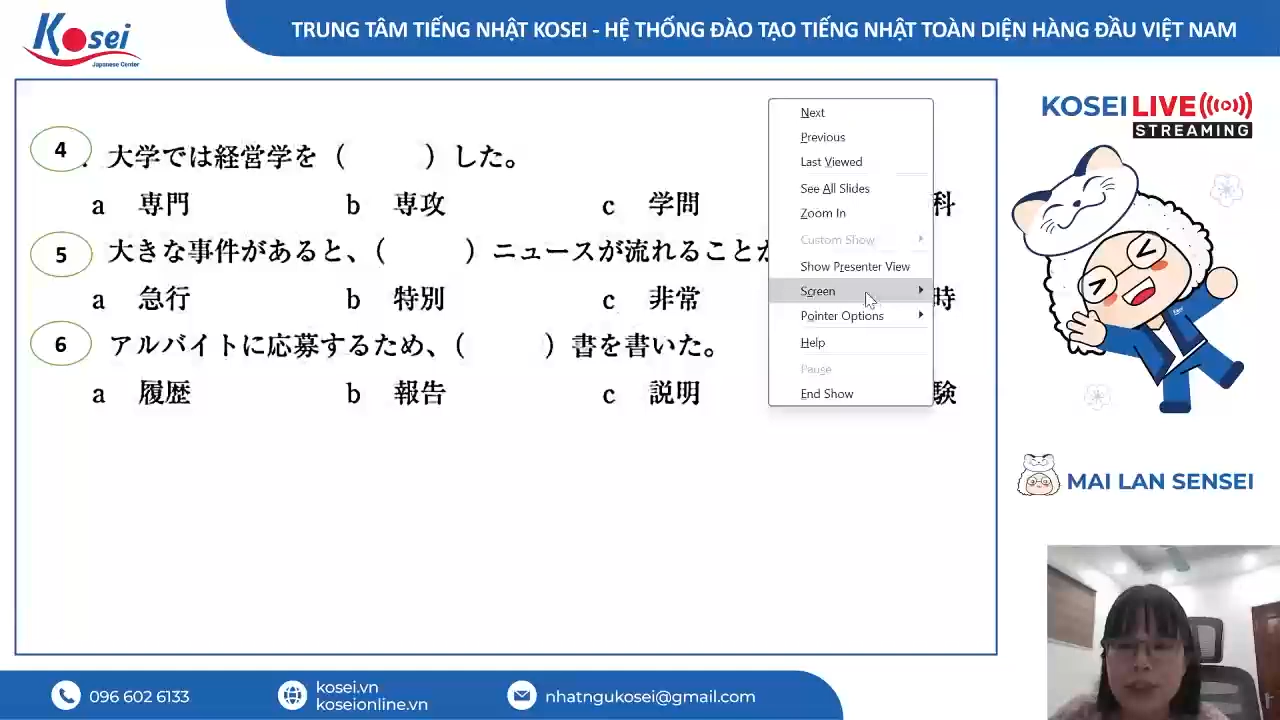 Kosei
Japanese Center
TRUNG TÂM TIẾNG NHẬT KOSEI - HỆ THỐNG ĐÀO TẠO TIẾNG NHẬT TOÀN DIỆN HÀNG ĐẦU VIỆT NAM
KOSEI LIVE
STREAMING
4 . 大学では経営学を（　　）した。
a 専門 b 専攻 c 学問 科
5 大きな事件があると、（　　）ニュースが流れること
a 急行 b 特別 c 非常 時
6 アルバイトに応募するため、（　　）書を書いた。
a 履歴 b 報告 c 説明 験
Next
Previous
Last Viewed
See All Slides
Zoom In
Custom Show
Show Presenter View
Screen
Pointer Options
Help
Pause
End Show
MAI LAN SENSEI
096 602 6133
kosei.vn
koseionline.vn
nhatngukosei@gmail.com